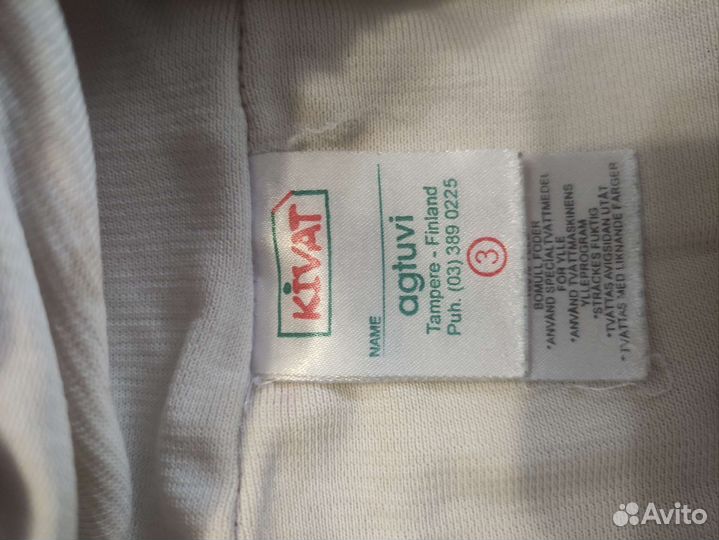 KIVAT
NAME
agtuvi
Tampere - Finland
Puh. (03) 389 0225
3
BOMULL FODER
*ANVÄND SPECIALTVÄTTMEDEL
FÖR YLLE
*ANVÄND TVÄTTMASKINENS
YLLEPROGRAM
*STRÄCKES FUKTIG
*TVÄTTAS AVIGSIDAN UTÅT
*TVÄTTAS MED LIKNANDE FÄRGER
Avito